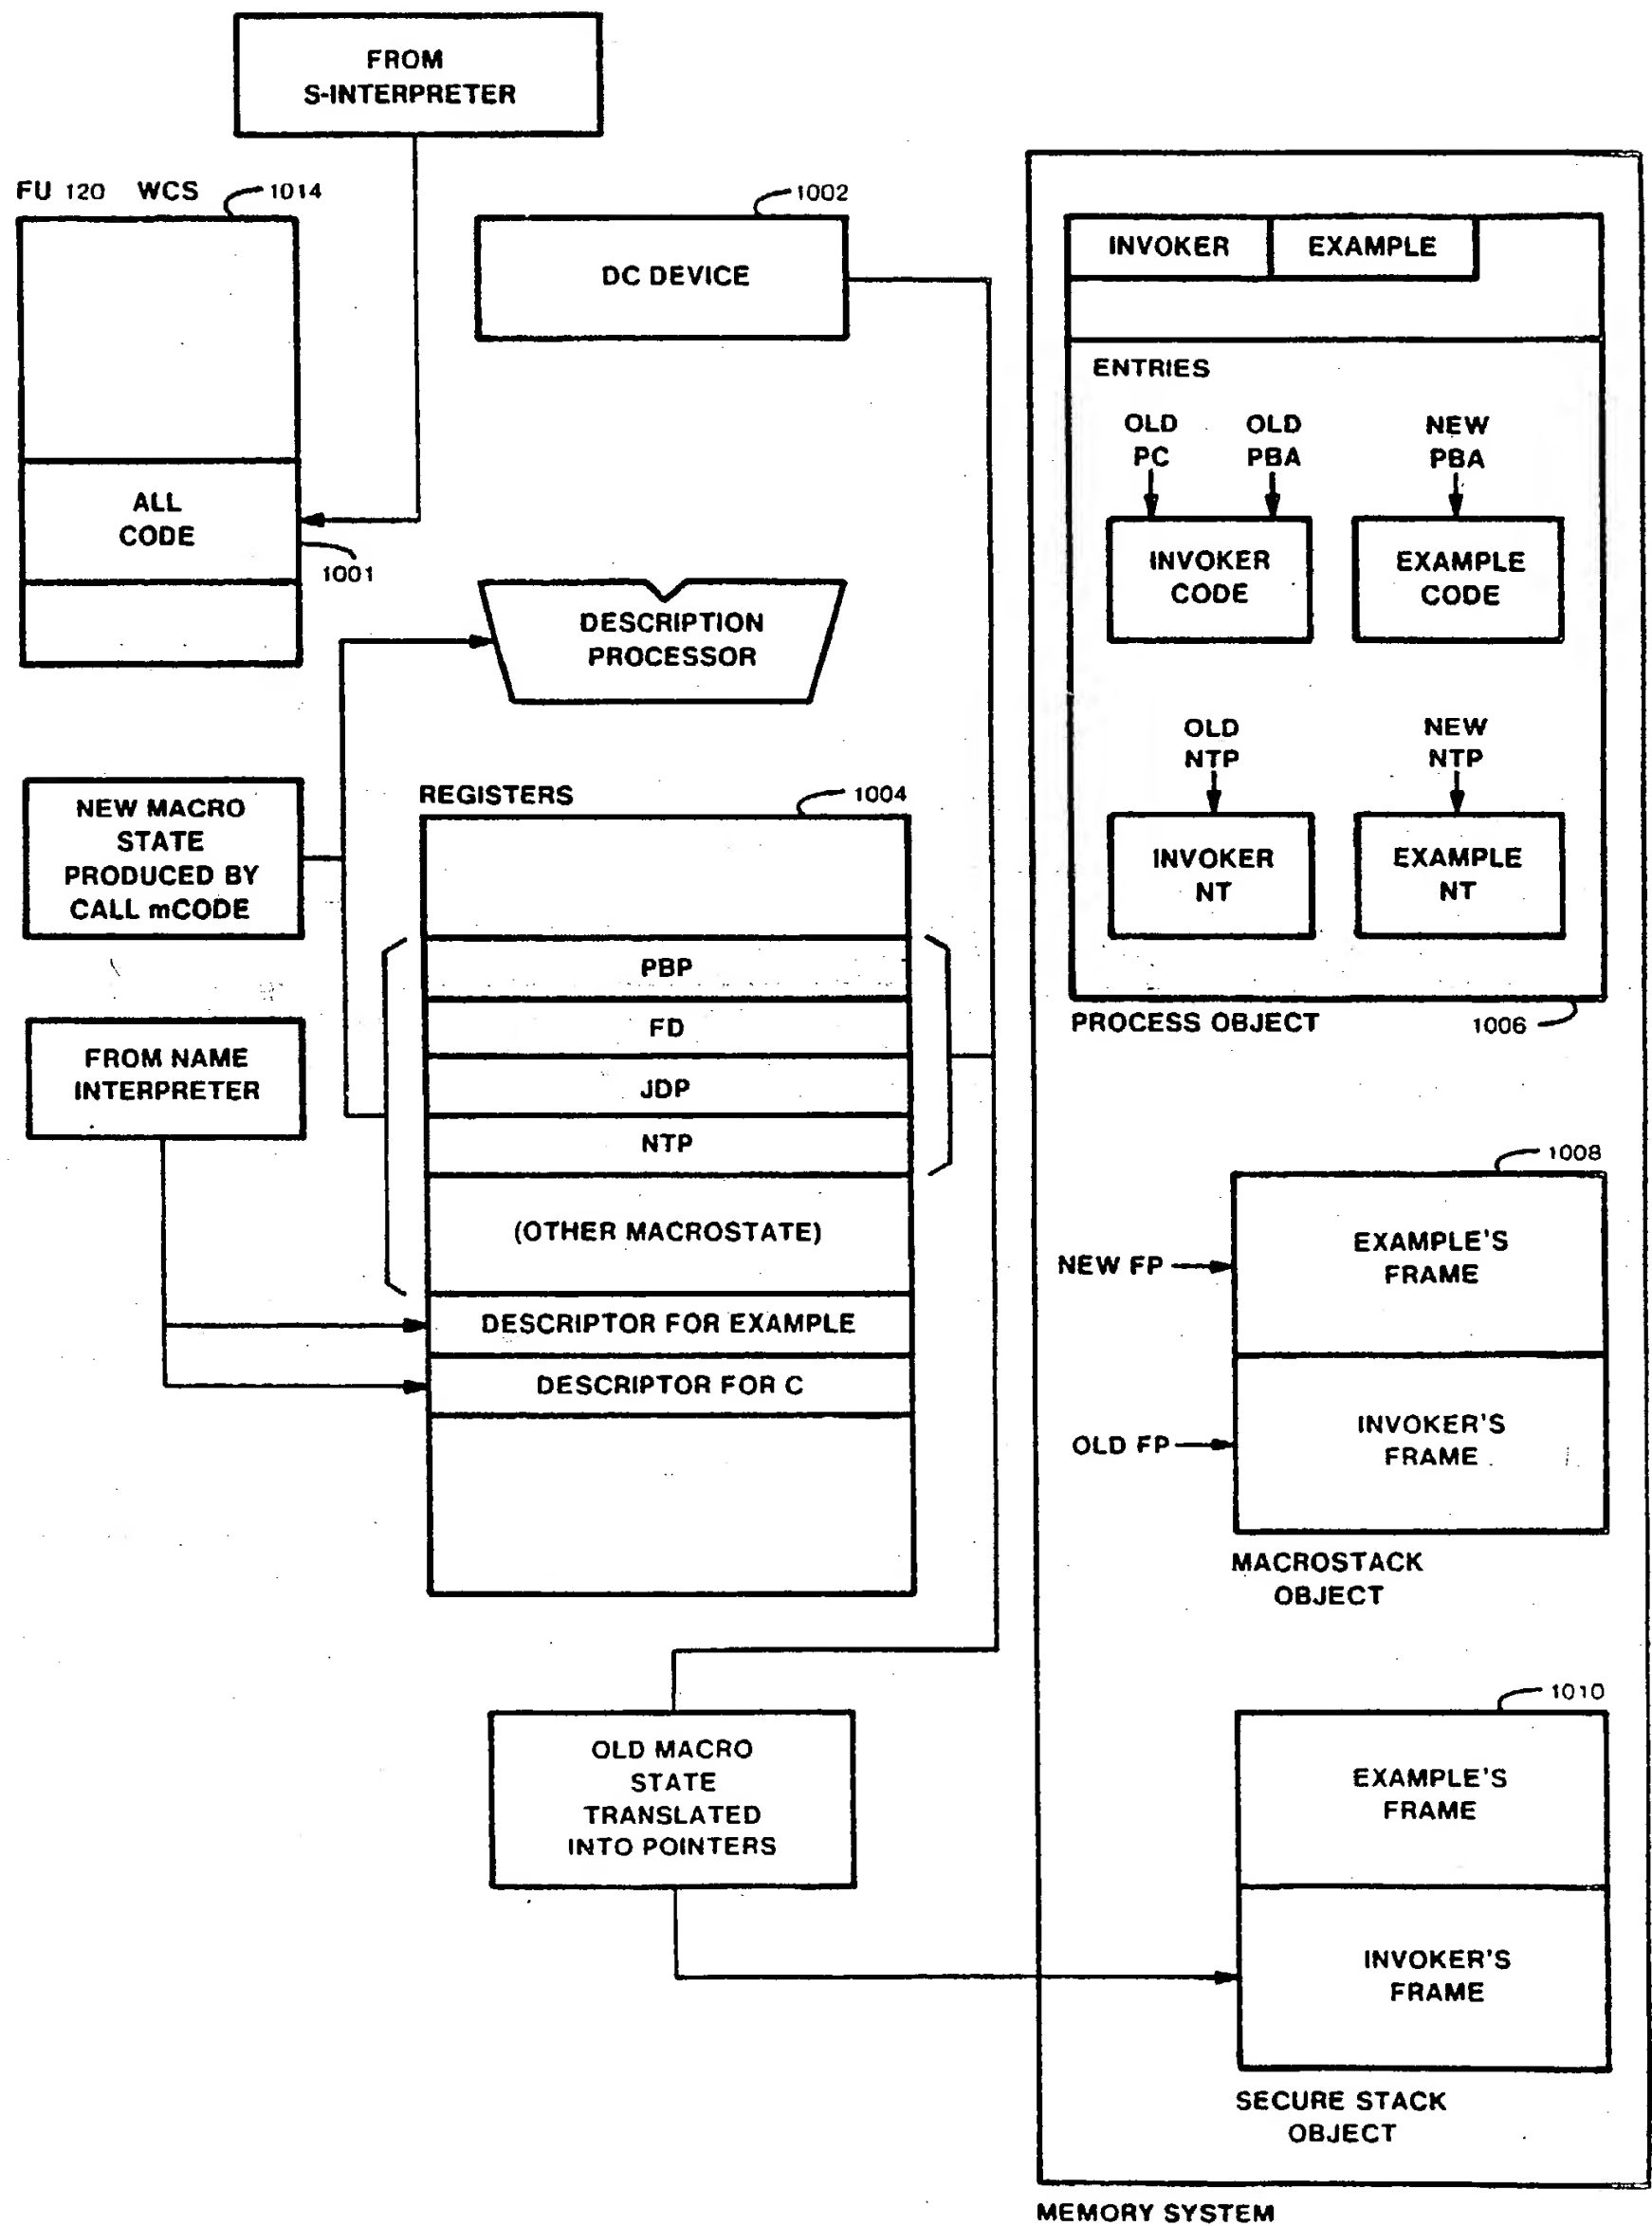 FROM
S-INTERPRETER
FU 120 WCS
1014
1002
DC DEVICE
ALL
CODE
1001
DESCRIPTION
PROCESSOR
NEW MACRO
STATE
PRODUCED BY
CALL mCODE
REGISTERS
1004
PBP
FD
JDP
NTP
(OTHER MACROSTATE)
DESCRIPTOR FOR EXAMPLE
DESCRIPTOR FOR C
FROM NAME
INTERPRETER
OLD MACRO
STATE
TRANSLATED
INTO POINTERS
INVOKER
EXAMPLE
ENTRIES
OLD
PC
OLD
PBA
NEW
PBA
INVOKER
CODE
EXAMPLE
CODE
OLD
NTP
NEW
NTP
INVOKER
NT
EXAMPLE
NT
PROCESS OBJECT
1006
1008
NEW FP
EXAMPLE'S
FRAME
OLD FP
INVOKER'S
FRAME
MACROSTACK
OBJECT
1010
EXAMPLE'S
FRAME
INVOKER'S
FRAME
SECURE STACK
OBJECT
MEMORY SYSTEM